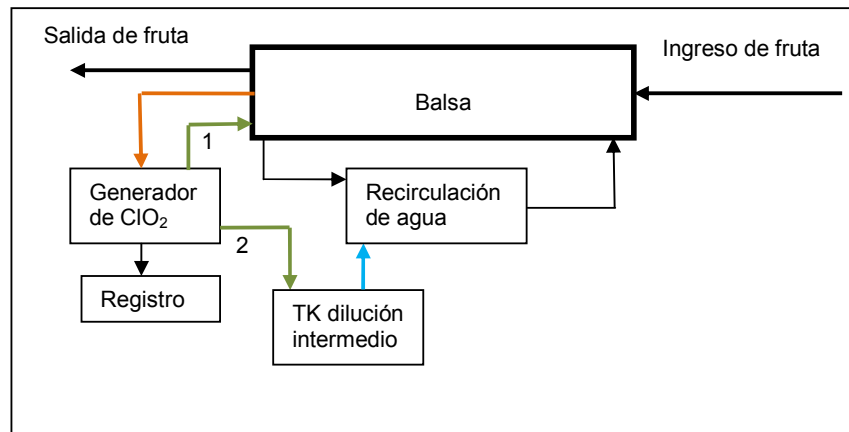 Salida de fruta
Ingreso de fruta
Balsa
1
Generador
de ClO₂
Recirculación
de agua
2
Registro
TK dilución
intermedio